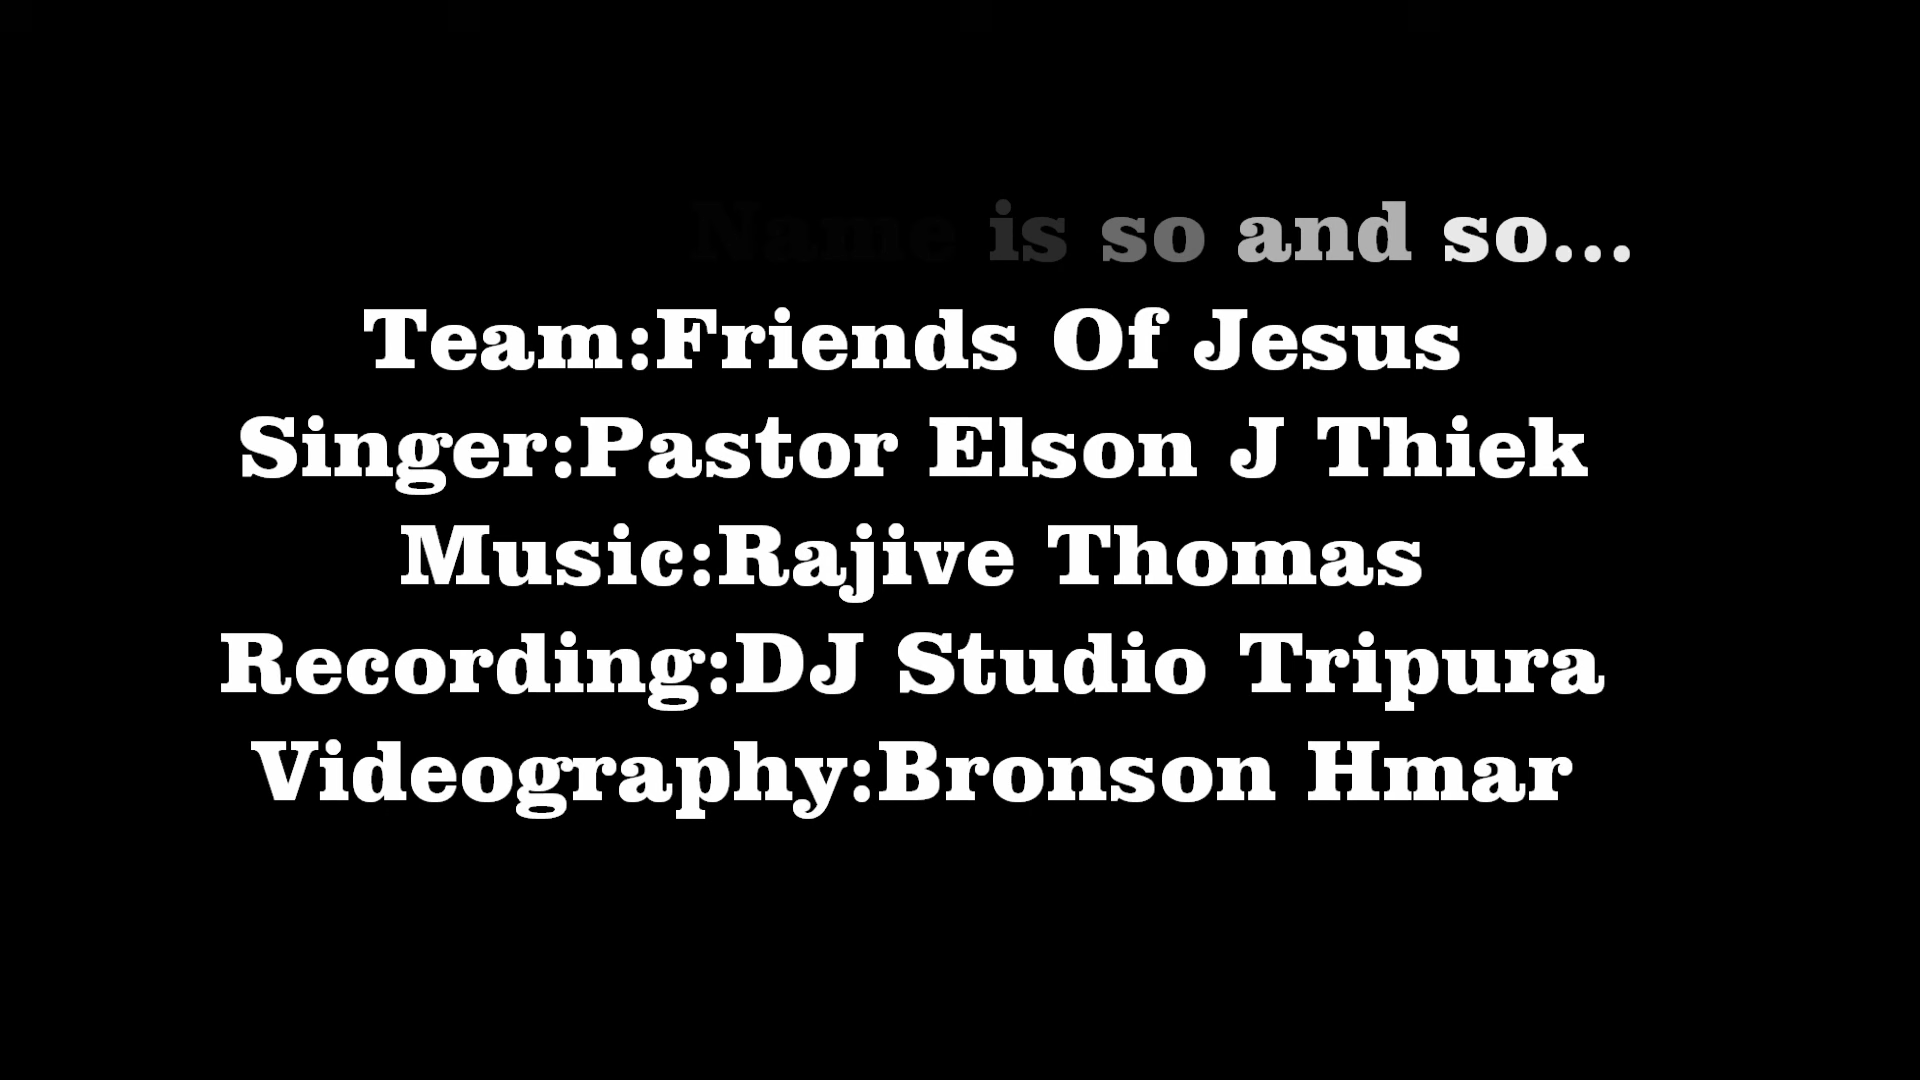 Name is so and so...
Team:Friends Of Jesus
Singer:Pastor Elson J Thiek
Music:Rajive Thomas
Recording:DJ Studio Tripura
Videography:Bronson Hmar